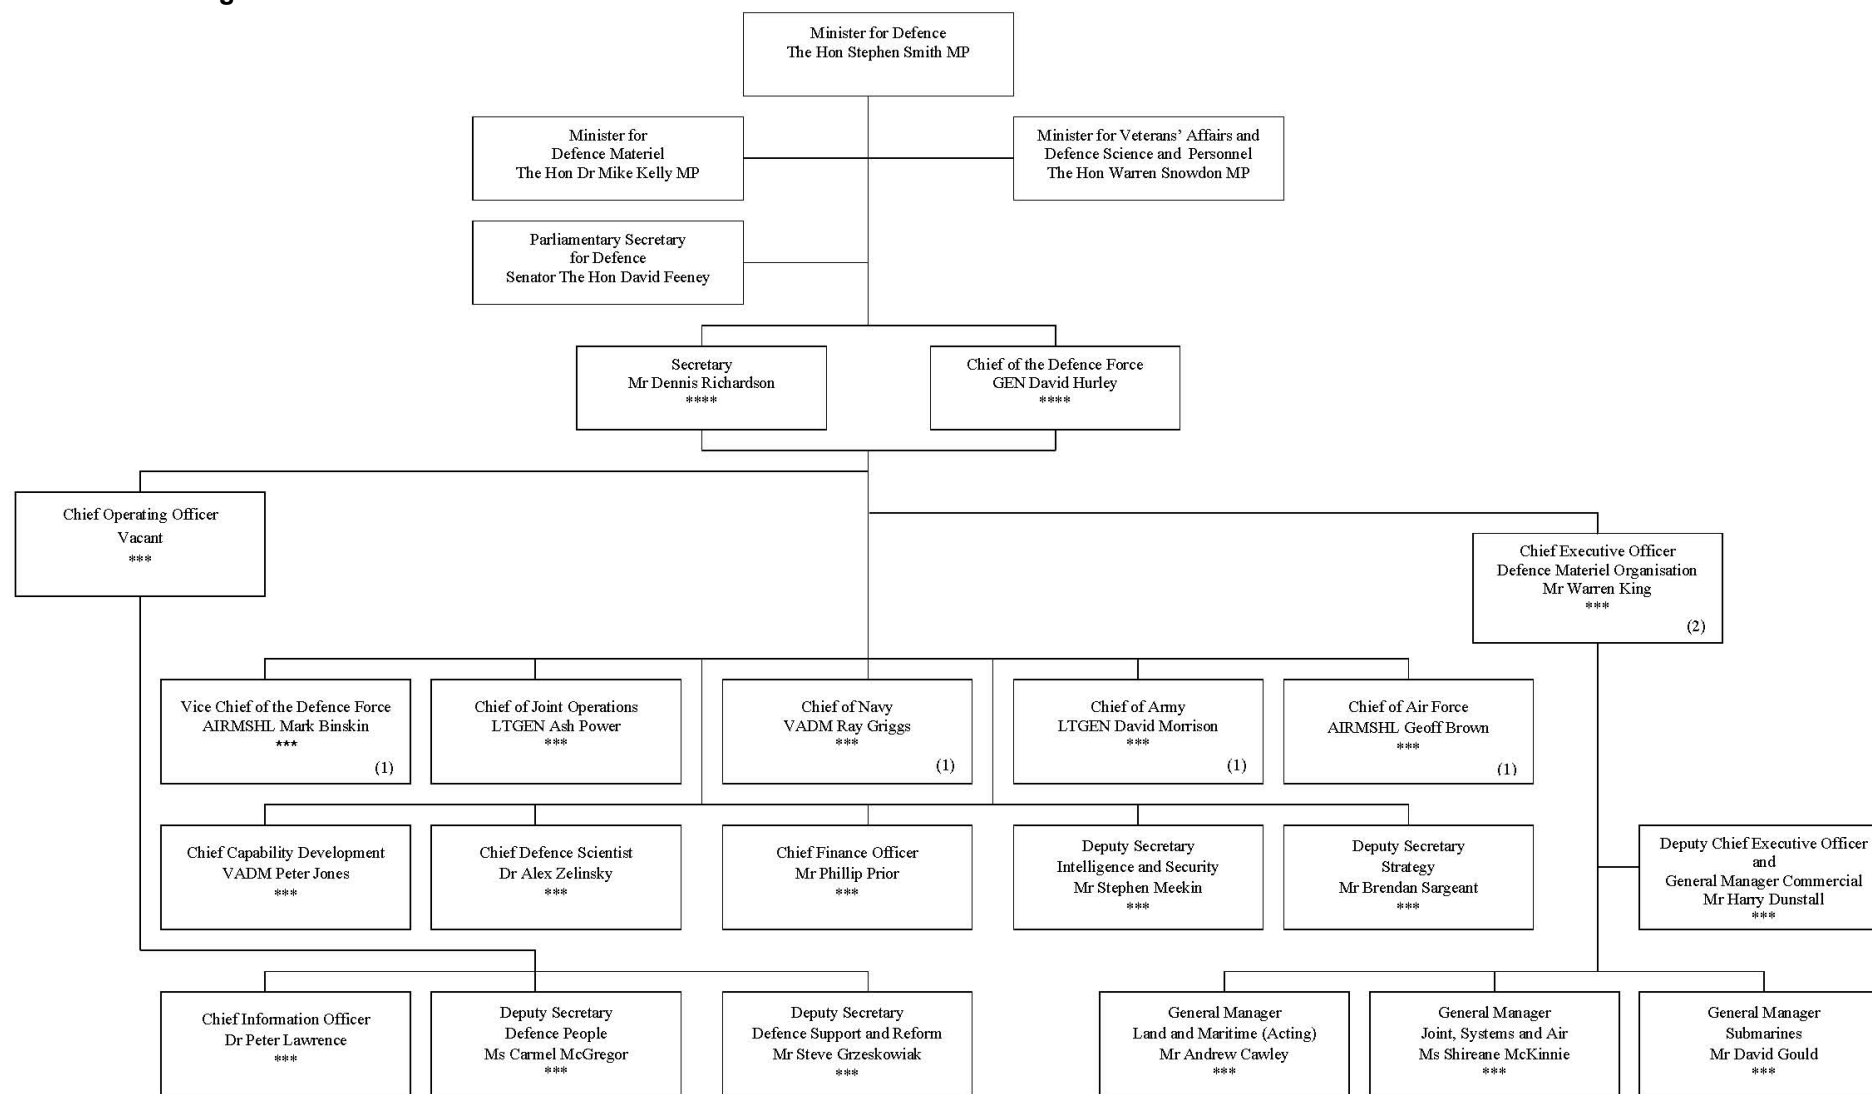 Minister for Defence
The Hon Stephen Smith MP
Minister for
Defence Materiel
The Hon Dr Mike Kelly MP
Minister for Veterans’ Affairs and
Defence Science and Personnel
The Hon Warren Snowdon MP
Parliamentary Secretary
for Defence
Senator The Hon David Feeney
Secretary
Mr Dennis Richardson
****
Chief of the Defence Force
GEN David Hurley
****
Chief Operating Officer
Vacant
***
Chief Executive Officer
Defence Materiel Organisation
Mr Warren King
***
(2)
Vice Chief of the Defence Force
AIRMSHL Mark Binskin
***
(1)
Chief of Joint Operations
LTGEN Ash Power
***
Chief of Navy
VADM Ray Griggs
***
(1)
Chief of Army
LTGEN David Morrison
***
(1)
Chief of Air Force
AIRMSHL Geoff Brown
***
(1)
Chief Capability Development
VADM Peter Jones
***
Chief Defence Scientist
Dr Alex Zelinsky
***
Chief Finance Officer
Mr Phillip Prior
***
Deputy Secretary
Intelligence and Security
Mr Stephen Meekin
***
Deputy Secretary
Strategy
Mr Brendan Sargeant
***
Deputy Chief Executive Officer
and
General Manager Commercial
Mr Harry Dunstall
***
Chief Information Officer
Dr Peter Lawrence
***
Deputy Secretary
Defence People
Ms Carmel McGregor
***
Deputy Secretary
Defence Support and Reform
Mr Steve Grzeskowiak
***
General Manager
Land and Maritime (Acting)
Mr Andrew Cawley
***
General Manager
Joint, Systems and Air
Ms Shireane McKinnie
***
General Manager
Submarines
Mr David Gould
***